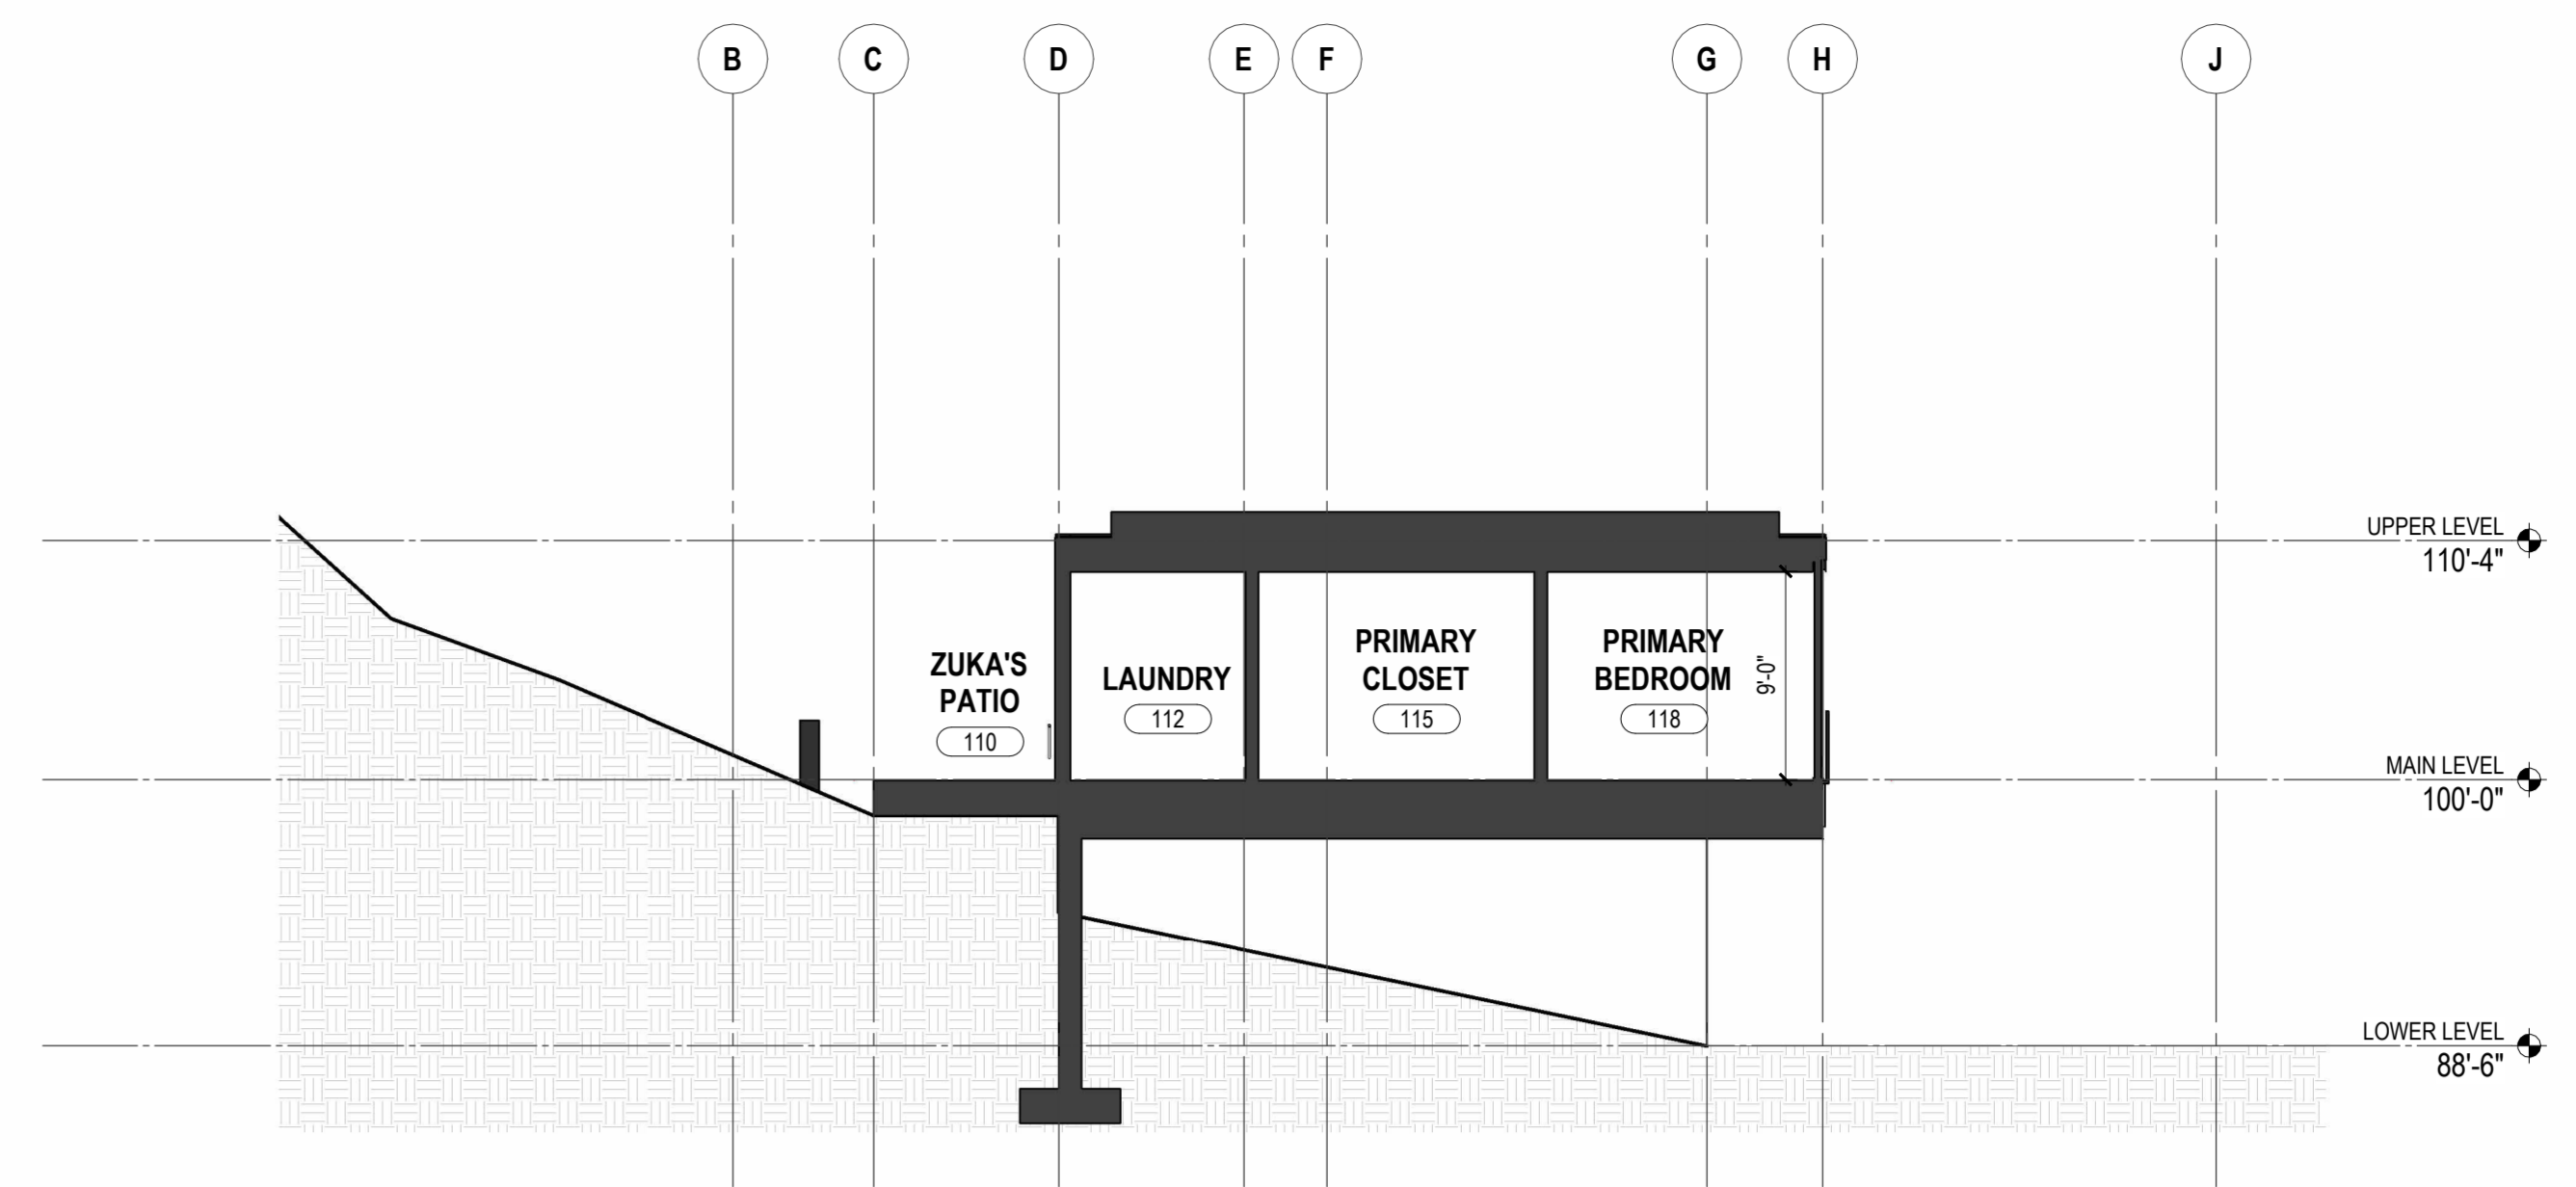 B C D E F G H J
UPPER LEVEL
110'-4"
ZUKA'S
PATIO
110
LAUNDRY
112
PRIMARY
CLOSET
115
PRIMARY
BEDROOM
118
9'-0"
MAIN LEVEL
100'-0"
LOWER LEVEL
88'-6"